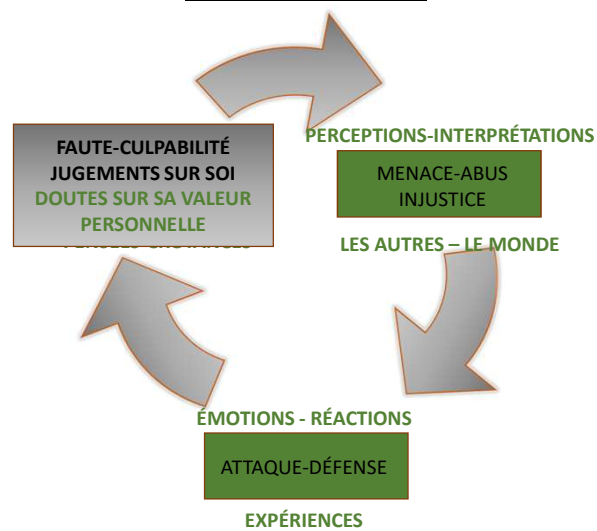 FAUTE-CULPABILITÉ
JUGEMENTS SUR SOI
DOUTES SUR SA VALEUR
PERSONNELLE
PERCEPTIONS-INTERPRÉTATIONS
MENACE-ABUS
INJUSTICE
LES AUTRES – LE MONDE
ÉMOTIONS - RÉACTIONS
ATTAQUE-DÉFENSE
EXPÉRIENCES